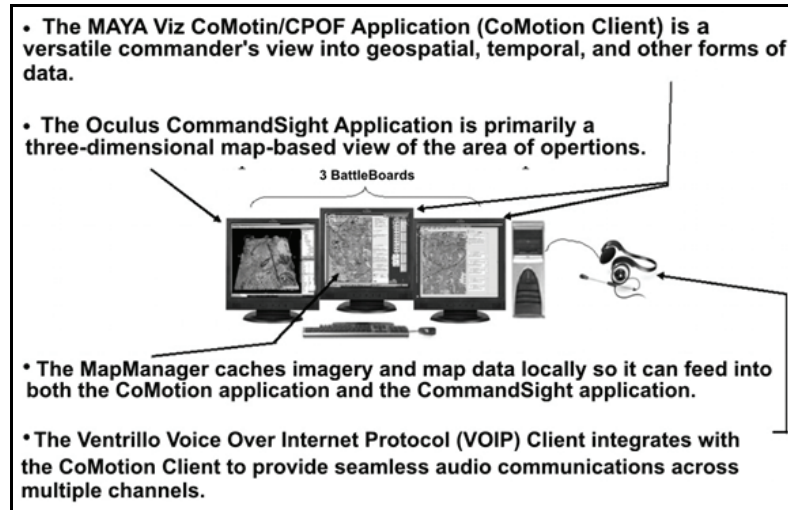 • The MAYA Viz CoMotin/CPOF Application (CoMotion Client) is a
versatile commander's view into geospatial, temporal, and other forms of
data.
• The Oculus CommandSight Application is primarily a
three-dimensional map-based view of the area of opertions.
3 BattleBoards
• The MapManager caches imagery and map data locally so it can feed into
both the CoMotion application and the CommandSight application.
• The Ventrillo Voice Over Internet Protocol (VOIP) Client integrates with
the CoMotion Client to provide seamless audio communications across
multiple channels.